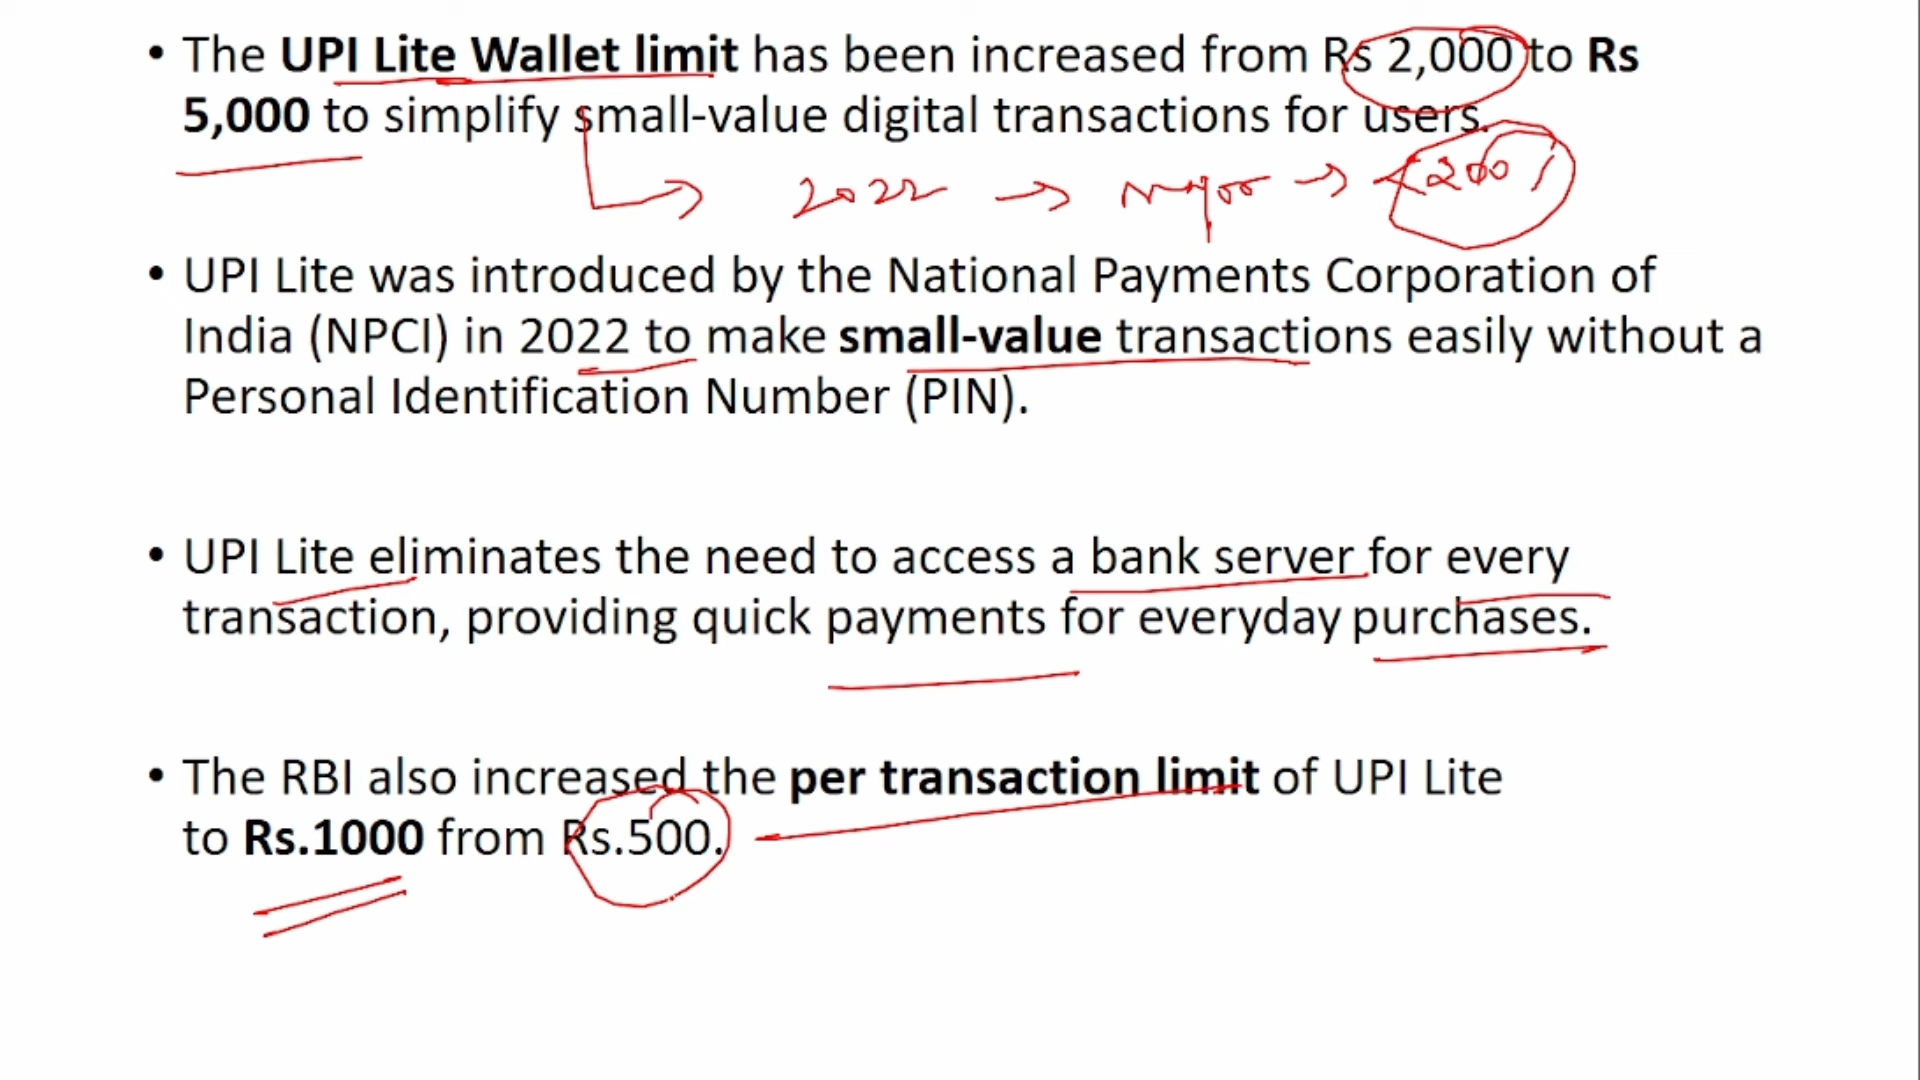 • The UPI Lite Wallet limit has been increased from Rs 2,000 to Rs
5,000 to simplify small-value digital transactions for users.
2022 → → <200/
• UPI Lite was introduced by the National Payments Corporation of
India (NPCI) in 2022 to make small-value transactions easily without a
Personal Identification Number (PIN).
• UPI Lite eliminates the need to access a bank server for every
transaction, providing quick payments for everyday purchases.
• The RBI also increased the per transaction limit of UPI Lite
to Rs.1000 from Rs.500.